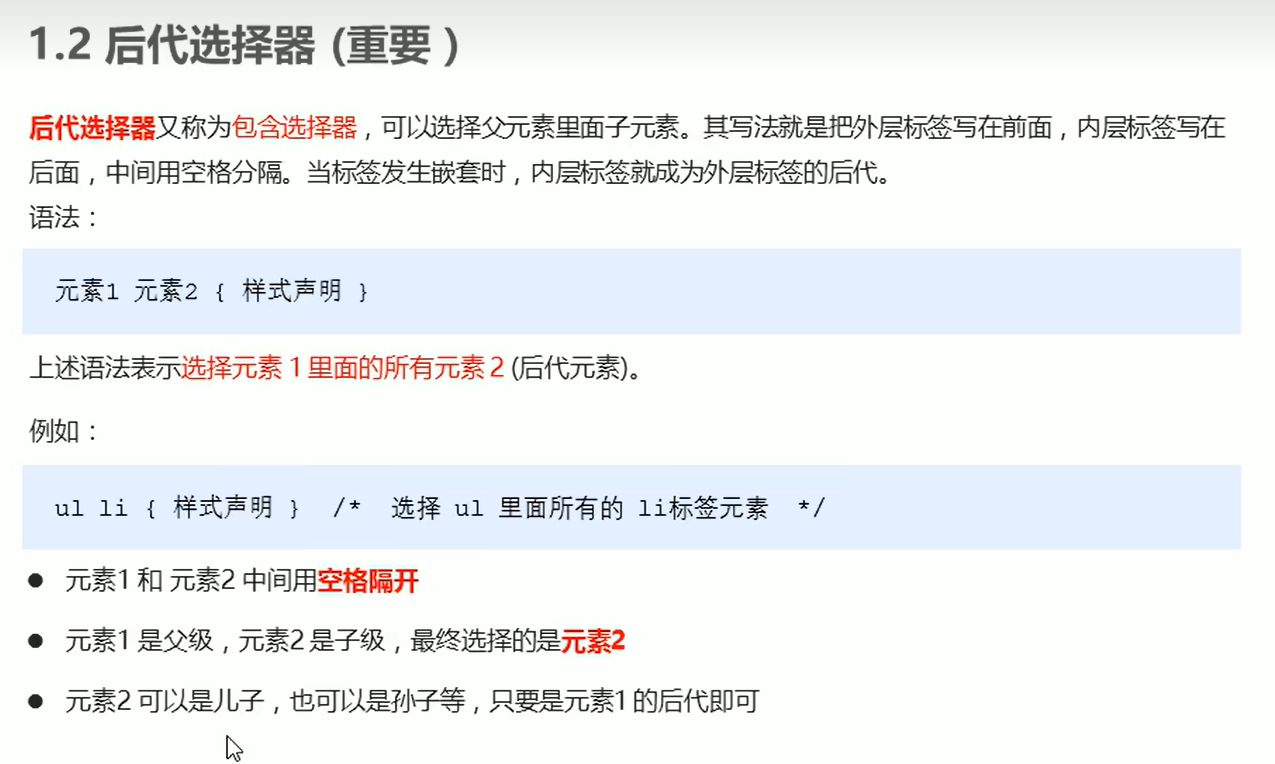 1.2 后代选择器 (重要 )
后代选择器又称为包含选择器，可以选择父元素里面子元素。其写法就是把外层标签写在前面，内层标签写在
后面，中间用空格分隔。当标签发生嵌套时，内层标签就成为外层标签的后代。
语法：
元素1 元素2 { 样式声明 }
上述语法表示选择元素 1 里面的所有元素 2 (后代元素)。
例如：
ul li { 样式声明 } /* 选择 ul 里面所有的 li标签元素 */
● 元素1 和 元素2 中间用空格隔开
● 元素1 是父级，元素2 是子级，最终选择的是元素2
● 元素2 可以是儿子，也可以是孙子等，只要是元素1 的后代即可